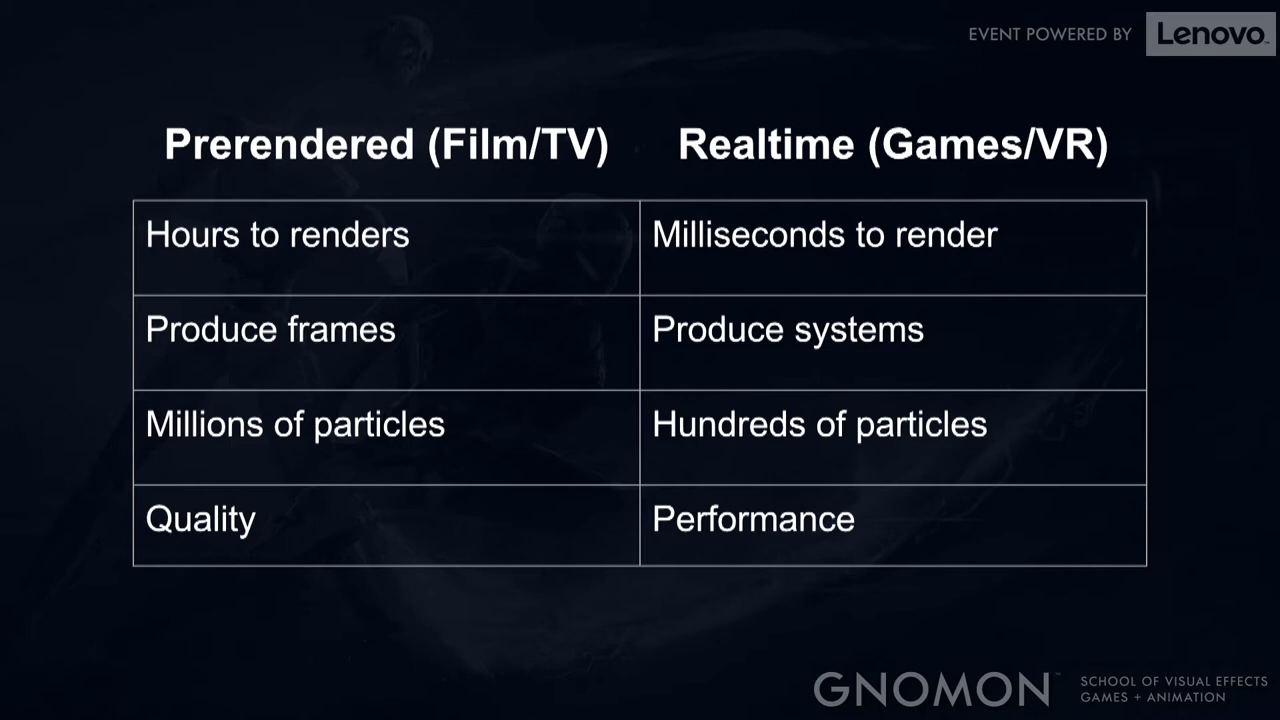 EVENT POWERED BY Lenovo
Prerendered (Film/TV) Realtime (Games/VR)
Hours to renders Milliseconds to render
Produce frames Produce systems
Millions of particles Hundreds of particles
Quality Performance
GNOMON™ SCHOOL OF VISUAL EFFECTS
GAMES + ANIMATION